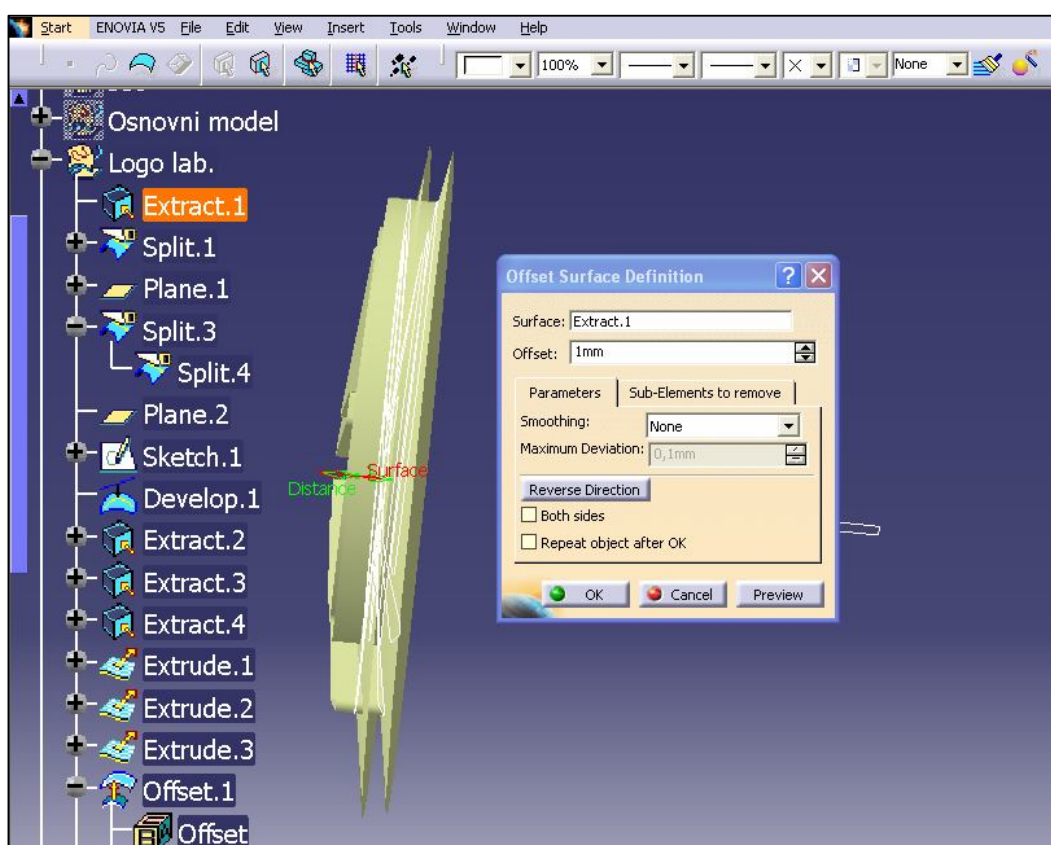 Start ENOVIA V5 File Edit View Insert Tools Window Help
100% None
Osnovni model
Logo lab.
Extract.1
Split.1
Plane.1
Split.3
Split.4
Plane.2
Sketch.1
Develop.1
Extract.2
Extract.3
Extract.4
Extrude.1
Extrude.2
Extrude.3
Offset.1
Offset
Surface
Distance
Offset Surface Definition
Surface: Extract.1
Offset: 1mm
Parameters Sub-Elements to remove
Smoothing: None
Maximum Deviation: 0,1mm
Reverse Direction
Both sides
Repeat object after OK
OK Cancel Preview